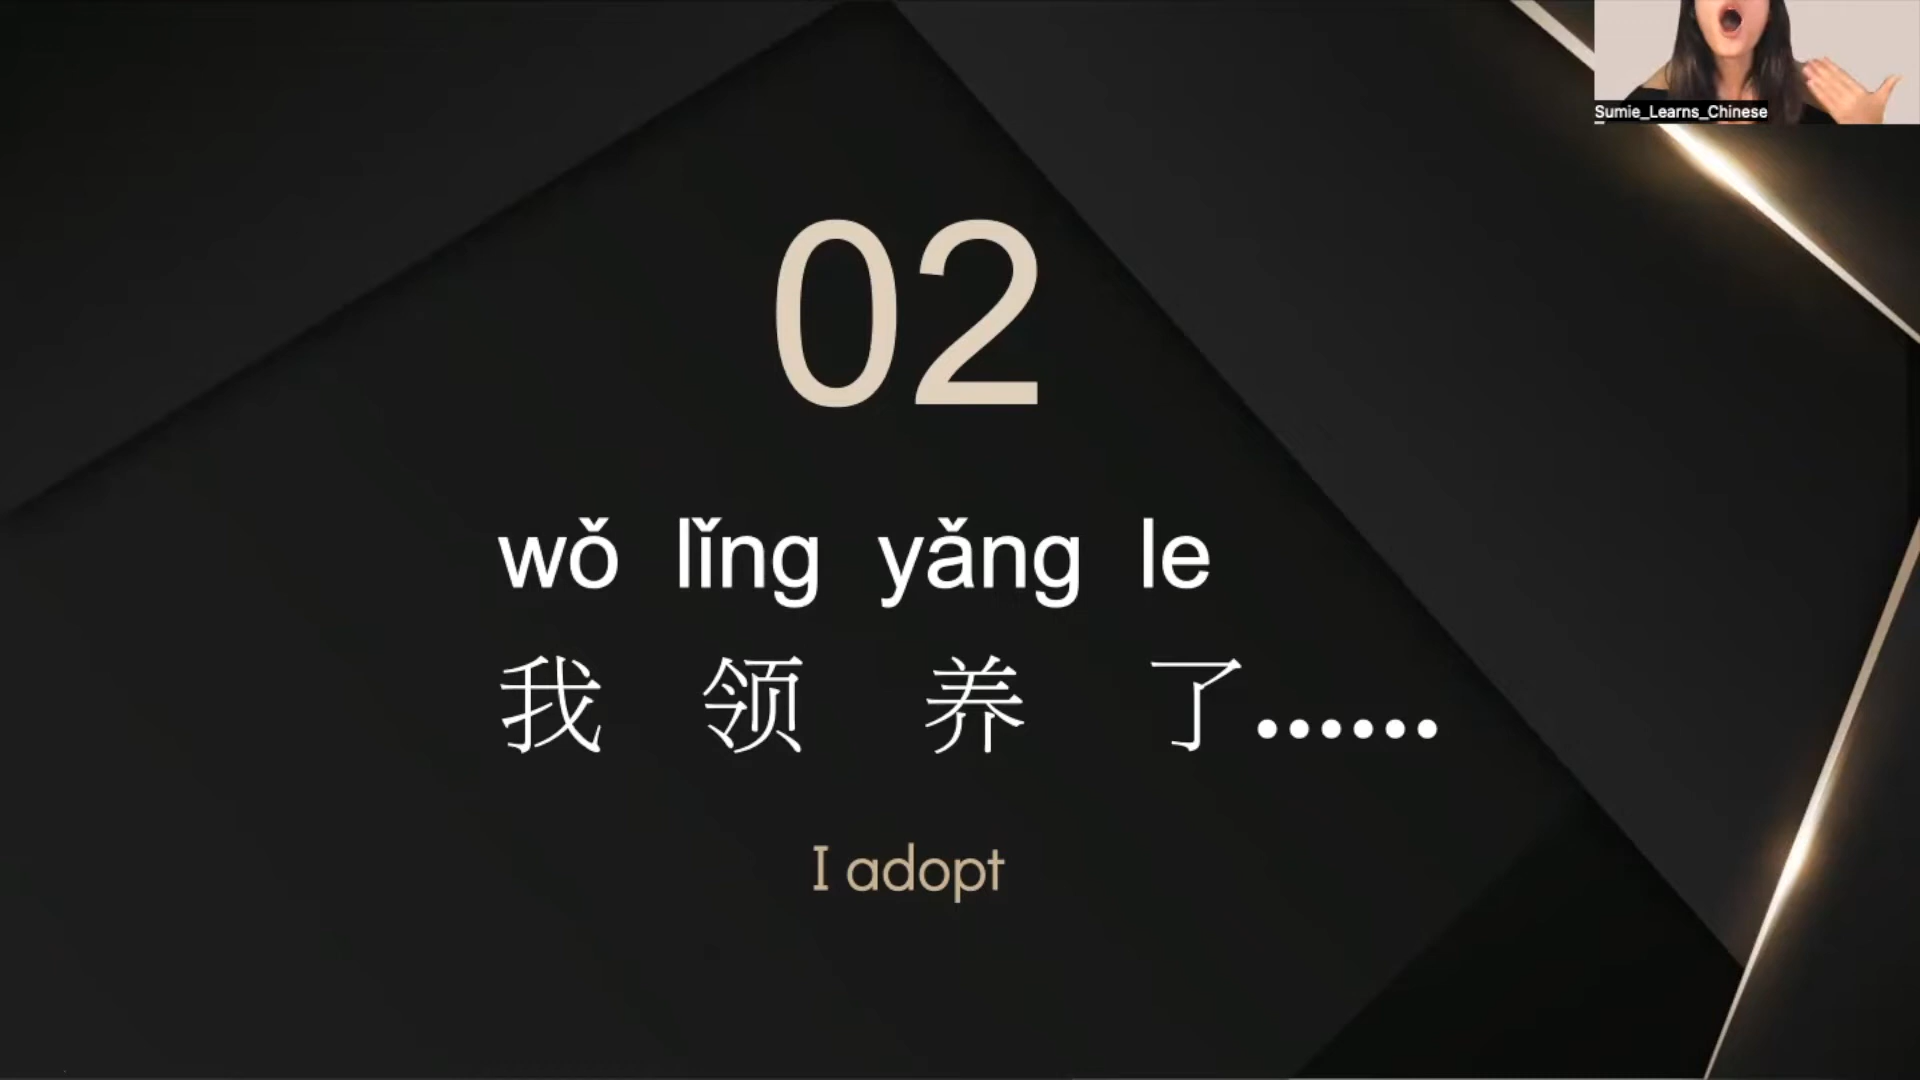 Sumie_Learns_Chinese
02
wǒ lǐng yǎng le
我 领 养 了......
I adopt